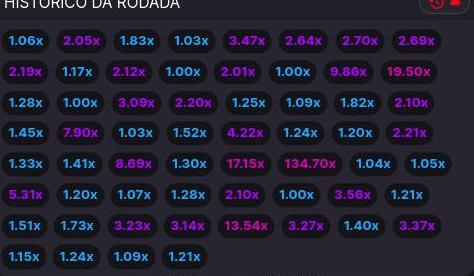 HISTÓRICO DA RODADA
1.06x 2.05x 1.83x 1.03x 3.47x 2.64x 2.70x 2.69x
2.19x 1.17x 2.12x 1.00x 2.01x 1.00x 9.86x 19.50x
1.28x 1.00x 3.09x 2.20x 1.25x 1.09x 1.82x 2.10x
1.45x 7.90x 1.03x 1.52x 4.22x 1.24x 1.20x 2.21x
1.33x 1.41x 8.69x 1.30x 17.15x 134.70x 1.04x 1.05x
5.31x 1.20x 1.07x 1.28x 2.10x 1.00x 3.56x 1.21x
1.51x 1.73x 3.23x 3.14x 13.54x 3.27x 1.40x 3.37x
1.15x 1.24x 1.09x 1.21x